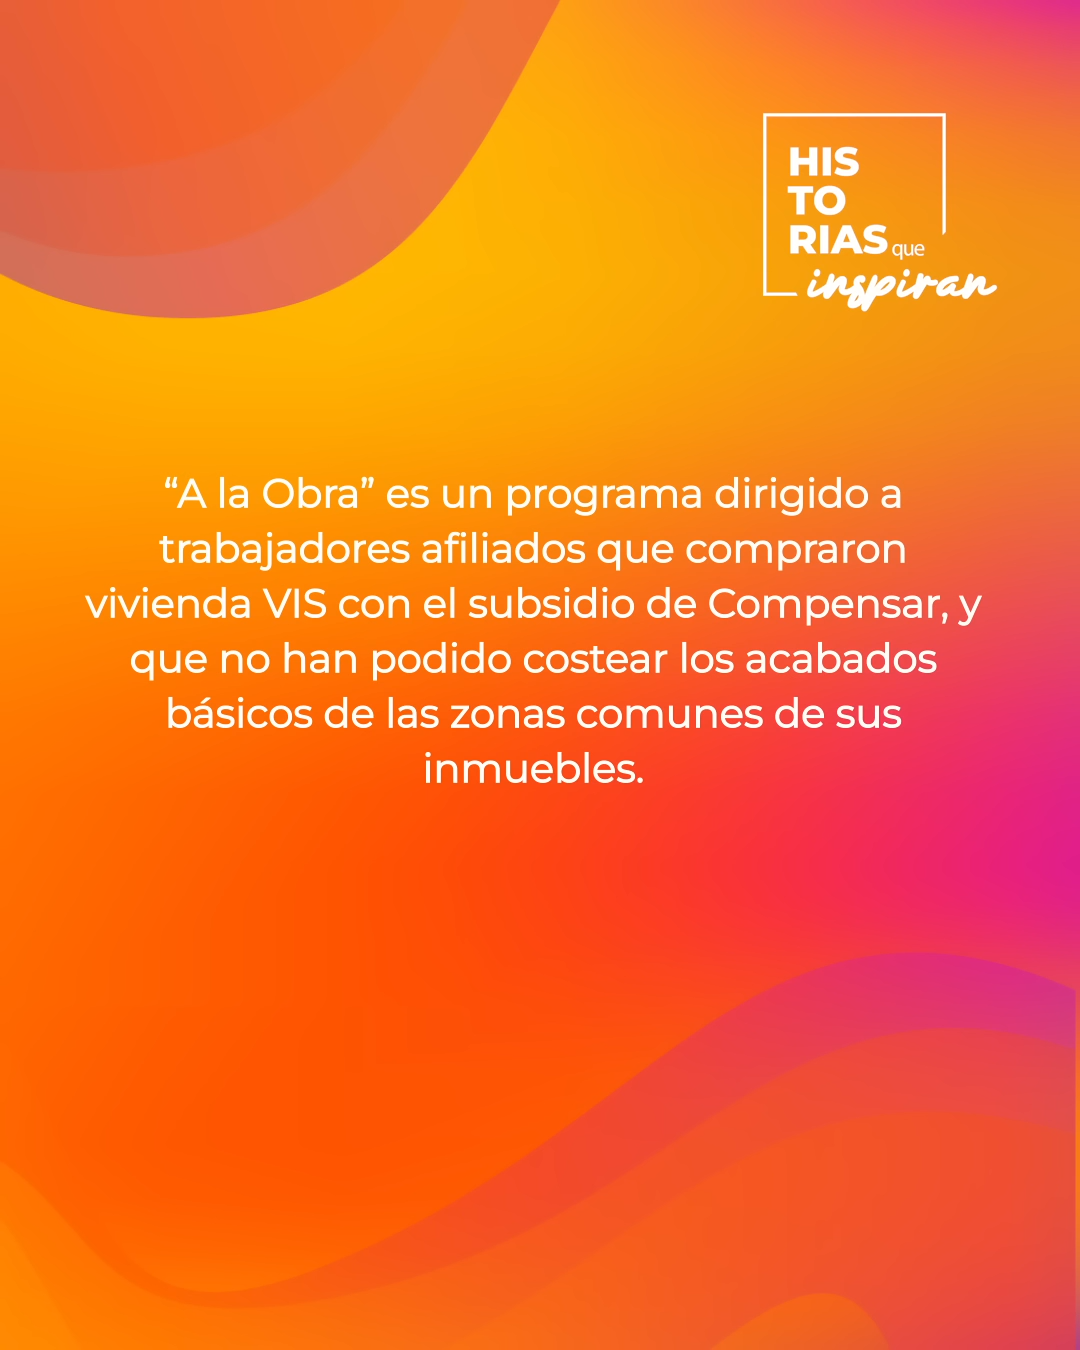 HIS
TO
RIAS que
inspiran
“A la Obra” es un programa dirigido a
trabajadores afiliados que compraron
vivienda VIS con el subsidio de Compensar, y
que no han podido costear los acabados
básicos de las zonas comunes de sus
inmuebles.